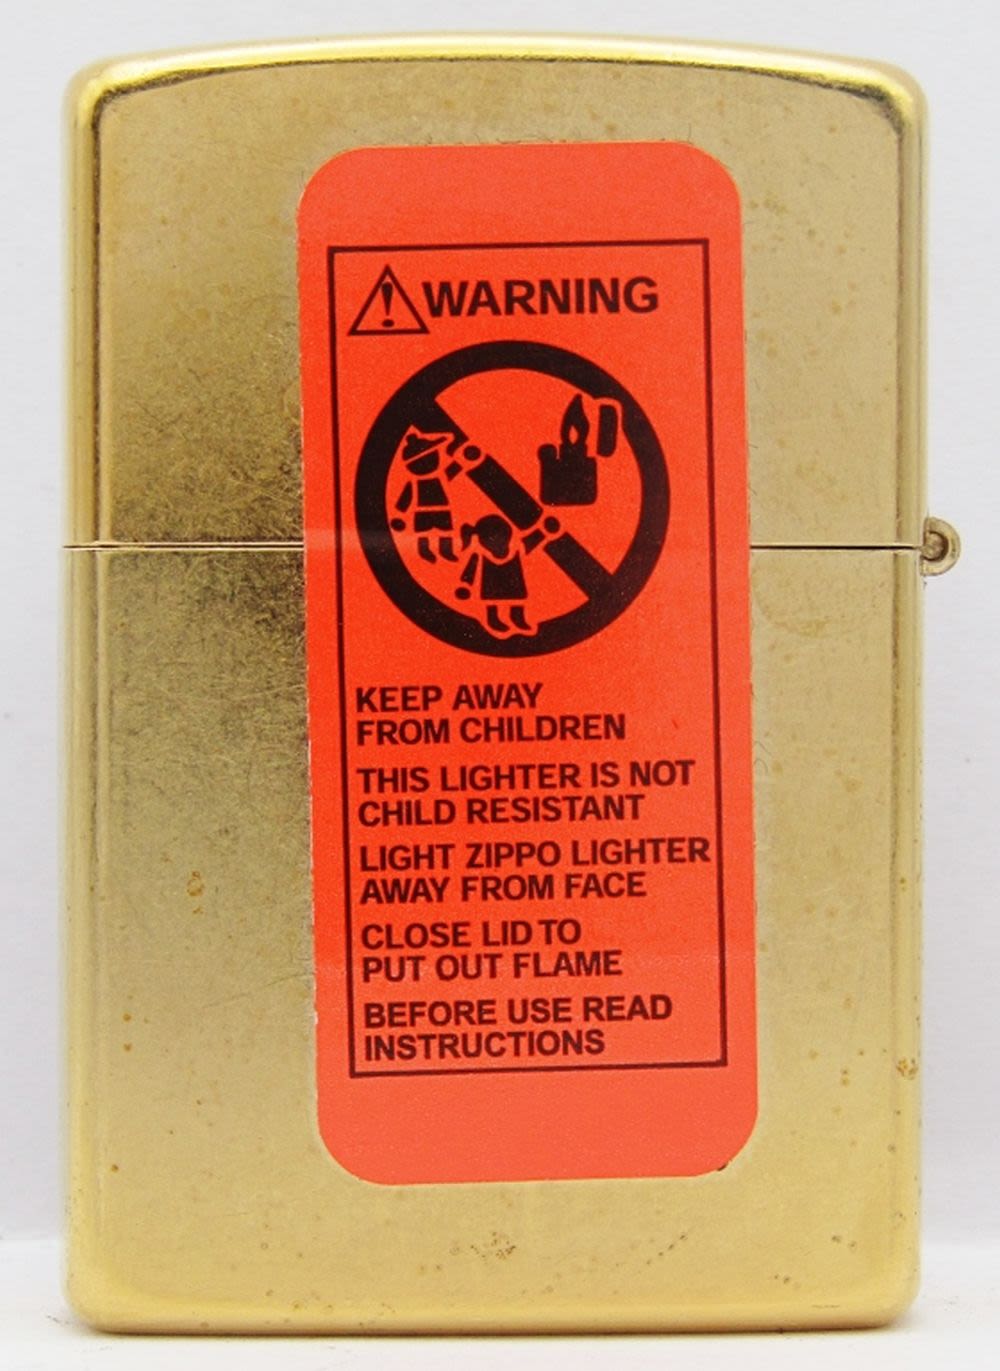 WARNING
KEEP AWAY
FROM CHILDREN
THIS LIGHTER IS NOT
CHILD RESISTANT
LIGHT ZIPPO LIGHTER
AWAY FROM FACE
CLOSE LID TO
PUT OUT FLAME
BEFORE USE READ
INSTRUCTIONS